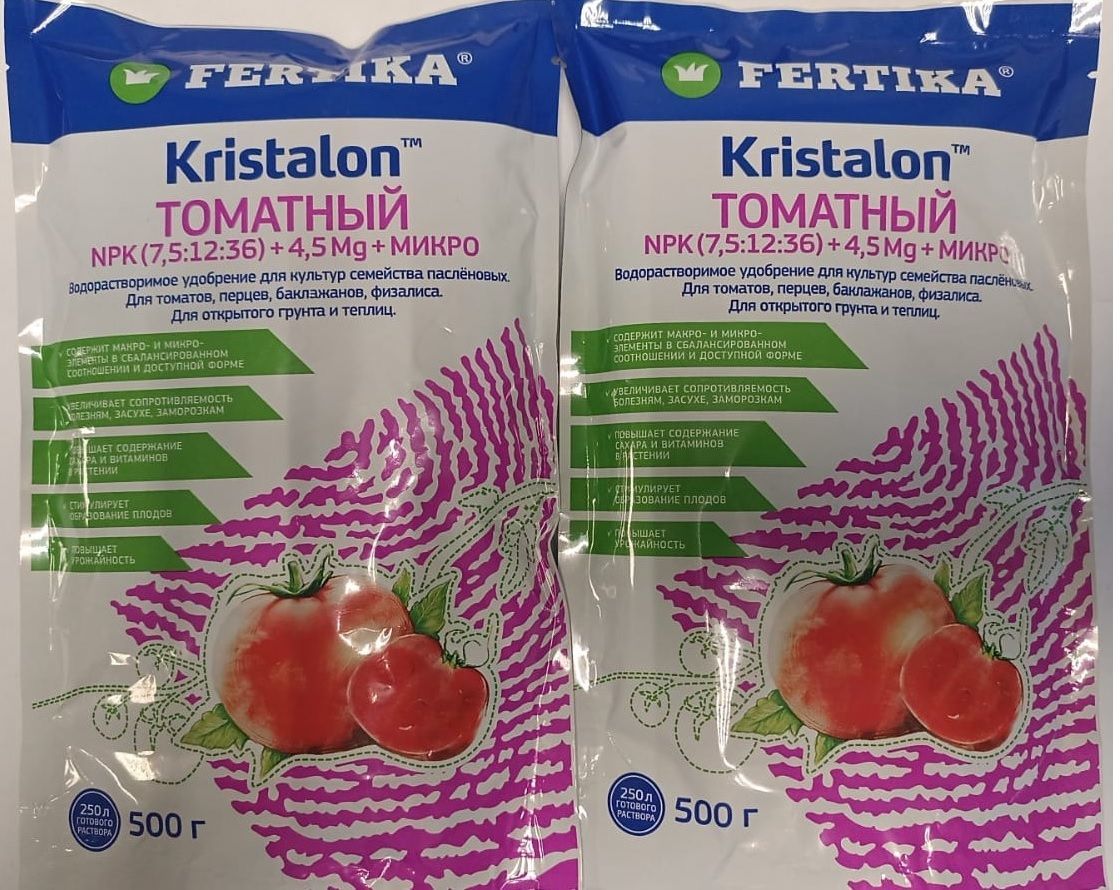 FERTIKA®
Kristalon™
ТОМАТНЫЙ
NPK (7,5:12:36) + 4,5 Mg + МИКРО
Водорастворимое удобрение для культур семейства паслёновых.
Для томатов, перцев, баклажанов, физалиса.
Для открытого грунта и теплиц.
√ СОДЕРЖИТ МАКРО- И МИКРО-
ЭЛЕМЕНТЫ В СБАЛАНСИРОВАННОМ
СООТНОШЕНИИ И ДОСТУПНОЙ ФОРМЕ
√ УВЕЛИЧИВАЕТ СОПРОТИВЛЯЕМОСТЬ
БОЛЕЗНЯМ, ЗАСУХЕ, ЗАМОРОЗКАМ
√ ПОВЫШАЕТ СОДЕРЖАНИЕ
САХАРА И ВИТАМИНОВ
В РАСТЕНИИ
√ СТИМУЛИРУЕТ
ОБРАЗОВАНИЕ ПЛОДОВ
√ ПОВЫШАЕТ
УРОЖАЙНОСТЬ
250 л
ГОТОВОГО
РАСТВОРА
500 г
FERTIKA®
Kristalon™
ТОМАТНЫЙ
NPK (7,5:12:36) + 4,5 Mg + МИКРО
Водорастворимое удобрение для культур семейства паслёновых.
Для томатов, перцев, баклажанов, физалиса.
Для открытого грунта и теплиц.
√ СОДЕРЖИТ МАКРО- И МИКРО-
ЭЛЕМЕНТЫ В СБАЛАНСИРОВАННОМ
СООТНОШЕНИИ И ДОСТУПНОЙ ФОРМЕ
√ УВЕЛИЧИВАЕТ СОПРОТИВЛЯЕМОСТЬ
БОЛЕЗНЯМ, ЗАСУХЕ, ЗАМОРОЗКАМ
√ ПОВЫШАЕТ СОДЕРЖАНИЕ
САХАРА И ВИТАМИНОВ
В РАСТЕНИИ
√ СТИМУЛИРУЕТ
ОБРАЗОВАНИЕ ПЛОДОВ
√ ПОВЫШАЕТ
УРОЖАЙНОСТЬ
250 л
ГОТОВОГО
РАСТВОРА
500 г